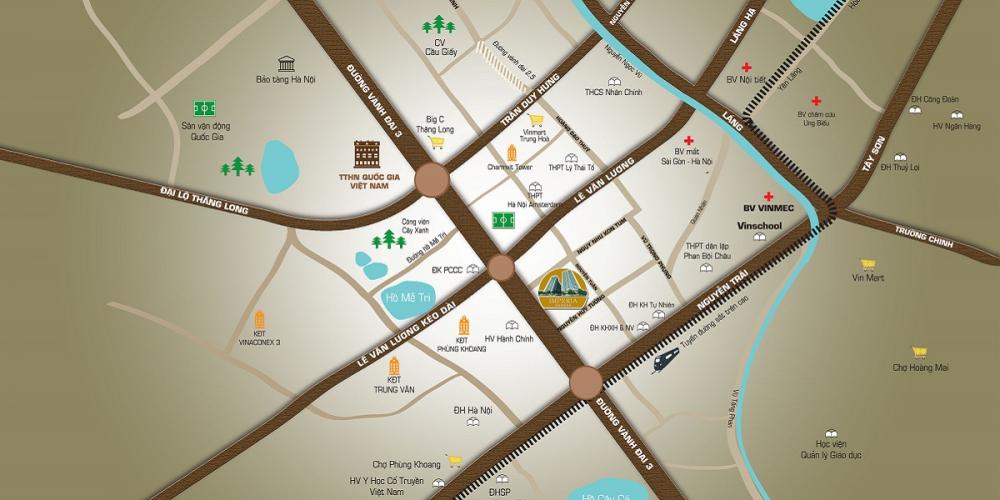 NGUYỄN
LÁNG HẠ
CV
Cầu Giấy
Đường vành đai 2.5
Nguyễn Ngọc Vũ
Bảo tàng Hà Nội
ĐƯỜNG VÀNH ĐAI 3
TRẦN DUY HƯNG
THCS Nhân Chính
BV Nội tiết
Yên Lãng
ĐH Công Đoàn
HV Ngân Hàng
BV châm cứu
Ung Biểu
Sân vận động
Quốc Gia
Big C
Thăng Long
Vinmart
Trung Hoà
HOÀNG ĐẠO THÚY
LÁNG
TÂY SƠN
BV mắt
Sài Gòn - Hà Nội
ĐH Thuỷ Lợi
TTHN QUỐC GIA
VIỆT NAM
Charmvit Tower
THPT Lý Thái Tổ
LÊ VĂN LƯƠNG
THPT
Hà Nội Amsterdam
ĐẠI LỘ THĂNG LONG
BV VINMEC
Vinschool
Quan Nhân
Công viên
Cây Xanh
Đường hồ Mễ Trì
NGUỴ NHƯ KON TUM
VŨ TRỌNG PHỤNG
THPT dân lập
Phan Bội Châu
TRƯỜNG CHINH
ĐK PCCC
Hồ Mễ Trì
IMPERIA
GARDEN
NGUYỄN TUÂN
NGUYỄN HUY TƯỞNG
NGUYỄN TRÃI
Vin Mart
ĐH KH Tự Nhiên
ĐH KHXH & NV
Tuyến đường sắt trên cao
KĐT
VINACONEX 3
LÊ VĂN LƯƠNG KÉO DÀI
KĐT
PHÙNG KHOANG
HV Hành Chính
Chợ Hoàng Mai
KĐT
TRUNG VĂN
ĐH Hà Nội
ĐƯỜNG VÀNH ĐAI 3
Vũ Tông Phan
Học viện
Quản lý Giáo dục
Chợ Phùng Khoang
HV Y Học Cổ Truyền
Việt Nam
ĐHSP